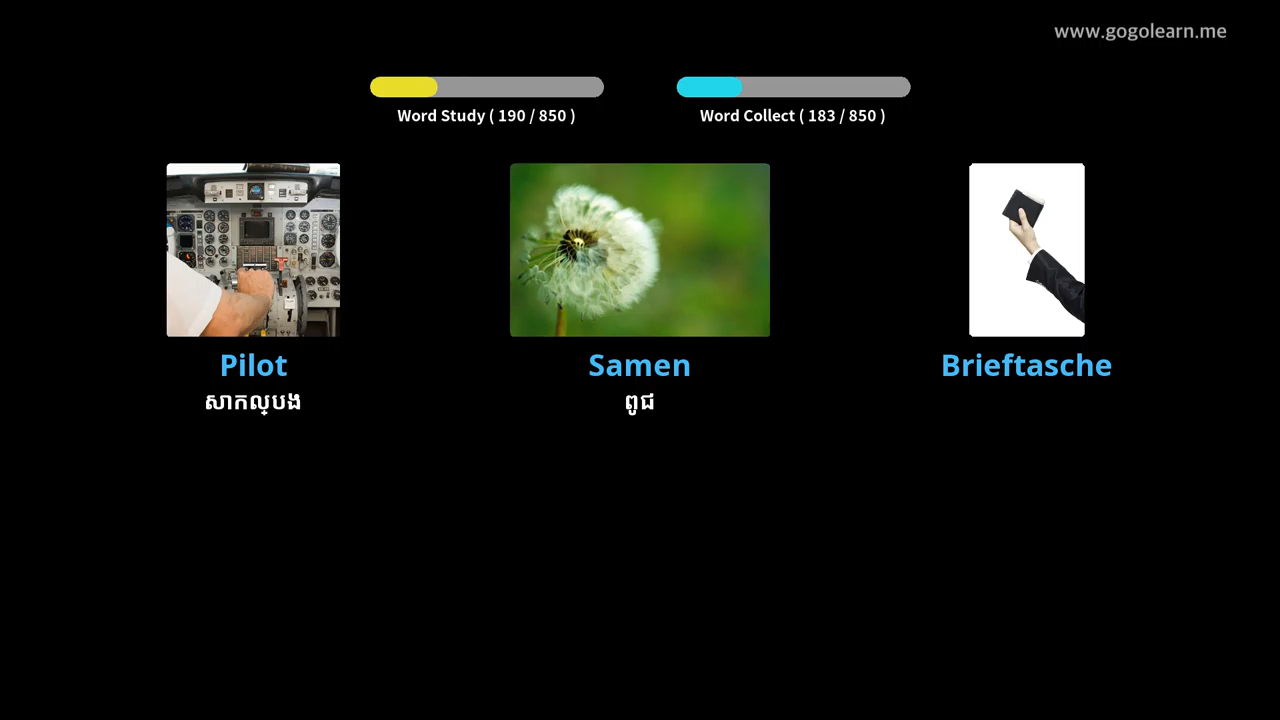 www.gogolearn.me
Word Study ( 190 / 850 )
Word Collect ( 183 / 850 )
Pilot
សាកល្បង
Samen
ពូជ
Brieftasche